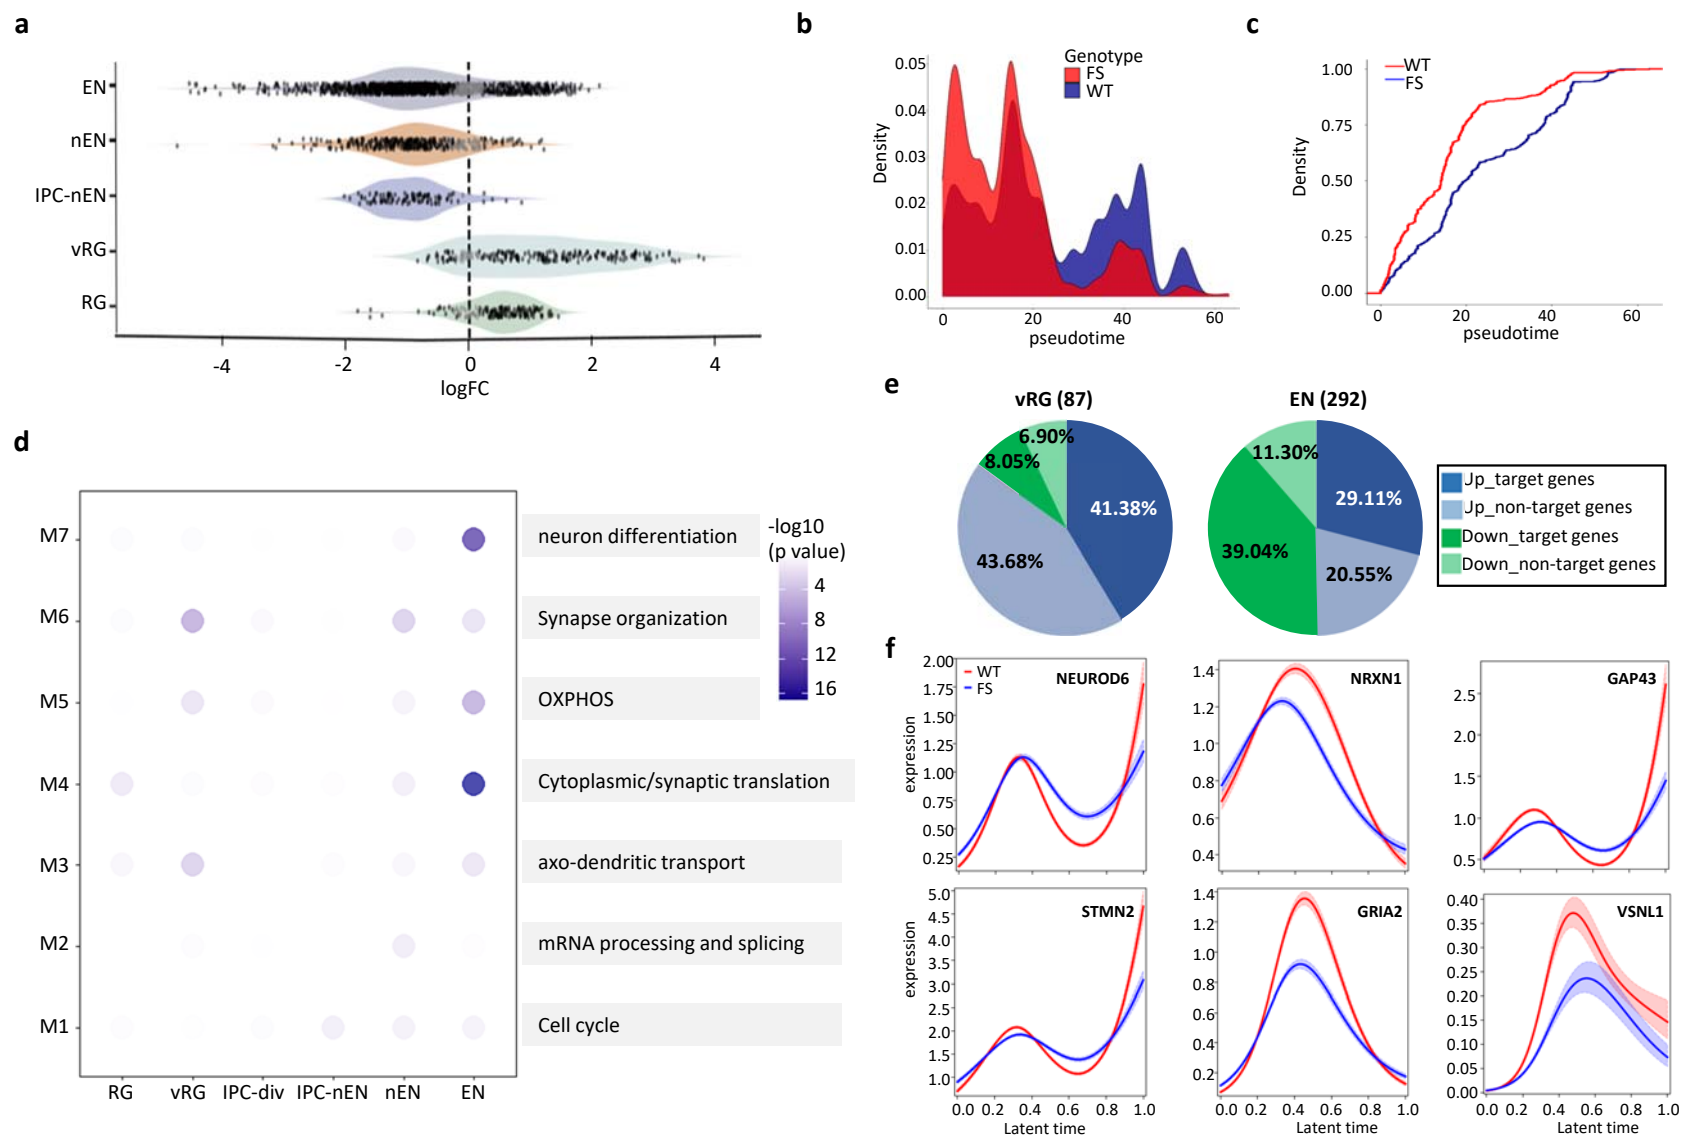 a
EN
nEN
IPC-nEN
vRG
RG
-4
-2
0
2
4
logFC
b
Genotype
FS
WT
0.05
0.04
0.03
0.02
0.01
0.00
Density
0
20
40
60
pseudotime
c
WT
FS
1.00
0.75
0.50
0.25
0.00
Density
0
20
40
60
pseudotime
d
M7
M6
M5
M4
M3
M2
M1
RG
vRG
IPC-div
IPC-nEN
nEN
EN
neuron differentiation
Synapse organization
OXPHOS
Cytoplasmic/synaptic translation
axo-dendritic transport
mRNA processing and splicing
Cell cycle
-log10
(p value)
4
8
12
16
e
vRG (87)
6.90%
8.05%
41.38%
43.68%
EN (292)
11.30%
29.11%
39.04%
20.55%
Up_target genes
Up_non-target genes
Down_target genes
Down_non-target genes
f
WT
FS
NEUROD6
2.00
1.75
1.50
1.25
1.00
0.75
0.50
0.25
expression
NRXN1
1.4
1.2
1.0
0.8
0.6
0.4
GAP43
2.5
2.0
1.5
1.0
0.5
STMN2
5.0
4.5
4.0
3.5
3.0
2.5
2.0
1.5
1.0
expression
0.0 0.2 0.4 0.6 0.8 1.0
Latent time
GRIA2
1.4
1.2
1.0
0.8
0.6
0.4
0.2
0.0 0.2 0.4 0.6 0.8 1.0
Latent time
VSNL1
0.40
0.35
0.30
0.25
0.20
0.15
0.10
0.05
0.00
0.0 0.2 0.4 0.6 0.8 1.0
Latent time